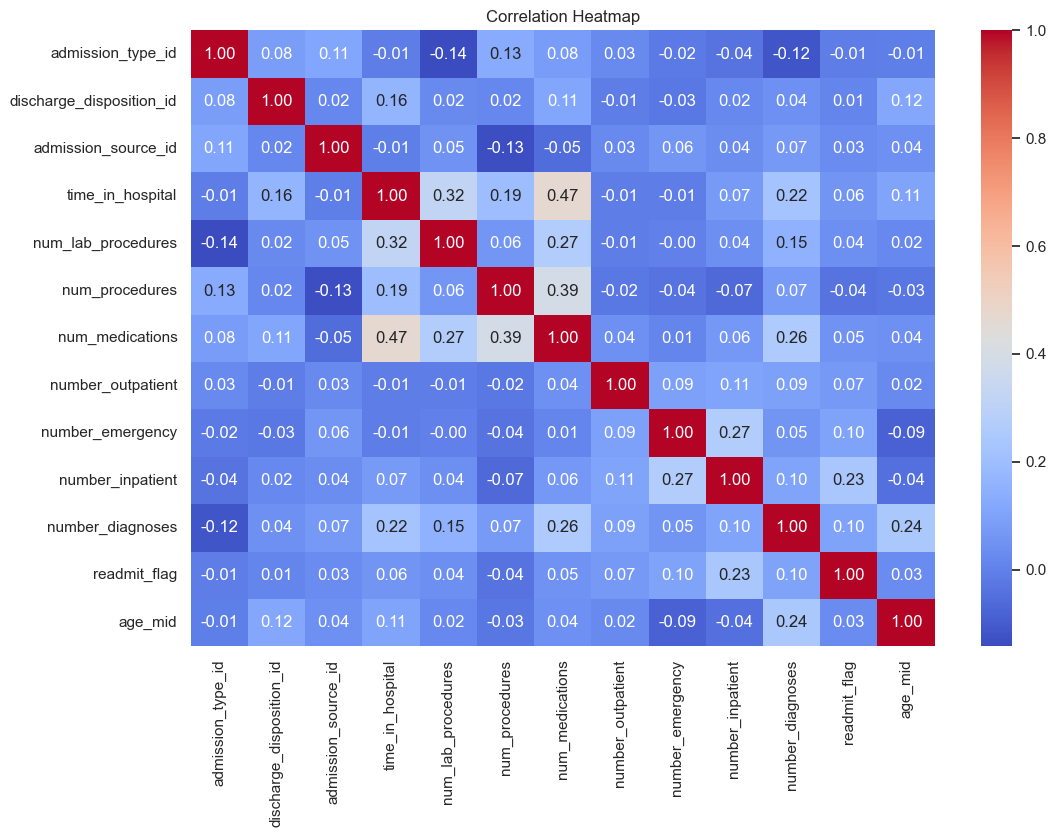 Correlation Heatmap
admission_type_id 1.00 0.08 0.11 -0.01 -0.14 0.13 0.08 0.03 -0.02 -0.04 -0.12 -0.01 -0.01
discharge_disposition_id 0.08 1.00 0.02 0.16 0.02 0.02 0.11 -0.01 -0.03 0.02 0.04 0.01 0.12
admission_source_id 0.11 0.02 1.00 -0.01 0.05 -0.13 -0.05 0.03 0.06 0.04 0.07 0.03 0.04
time_in_hospital -0.01 0.16 -0.01 1.00 0.32 0.19 0.47 -0.01 -0.01 0.07 0.22 0.06 0.11
num_lab_procedures -0.14 0.02 0.05 0.32 1.00 0.06 0.27 -0.01 -0.00 0.04 0.15 0.04 0.02
num_procedures 0.13 0.02 -0.13 0.19 0.06 1.00 0.39 -0.02 -0.04 -0.07 0.07 -0.04 -0.03
num_medications 0.08 0.11 -0.05 0.47 0.27 0.39 1.00 0.04 0.01 0.06 0.26 0.05 0.04
number_outpatient 0.03 -0.01 0.03 -0.01 -0.01 -0.02 0.04 1.00 0.09 0.11 0.09 0.07 0.02
number_emergency -0.02 -0.03 0.06 -0.01 -0.00 -0.04 0.01 0.09 1.00 0.27 0.05 0.10 -0.09
number_inpatient -0.04 0.02 0.04 0.07 0.04 -0.07 0.06 0.11 0.27 1.00 0.10 0.23 -0.04
number_diagnoses -0.12 0.04 0.07 0.22 0.15 0.07 0.26 0.09 0.05 0.10 1.00 0.10 0.24
readmit_flag -0.01 0.01 0.03 0.06 0.04 -0.04 0.05 0.07 0.10 0.23 0.10 1.00 0.03
age_mid -0.01 0.12 0.04 0.11 0.02 -0.03 0.04 0.02 -0.09 -0.04 0.24 0.03 1.00
admission_type_id
discharge_disposition_id
admission_source_id
time_in_hospital
num_lab_procedures
num_procedures
num_medications
number_outpatient
number_emergency
number_inpatient
number_diagnoses
readmit_flag
age_mid
1.0
0.8
0.6
0.4
0.2
0.0